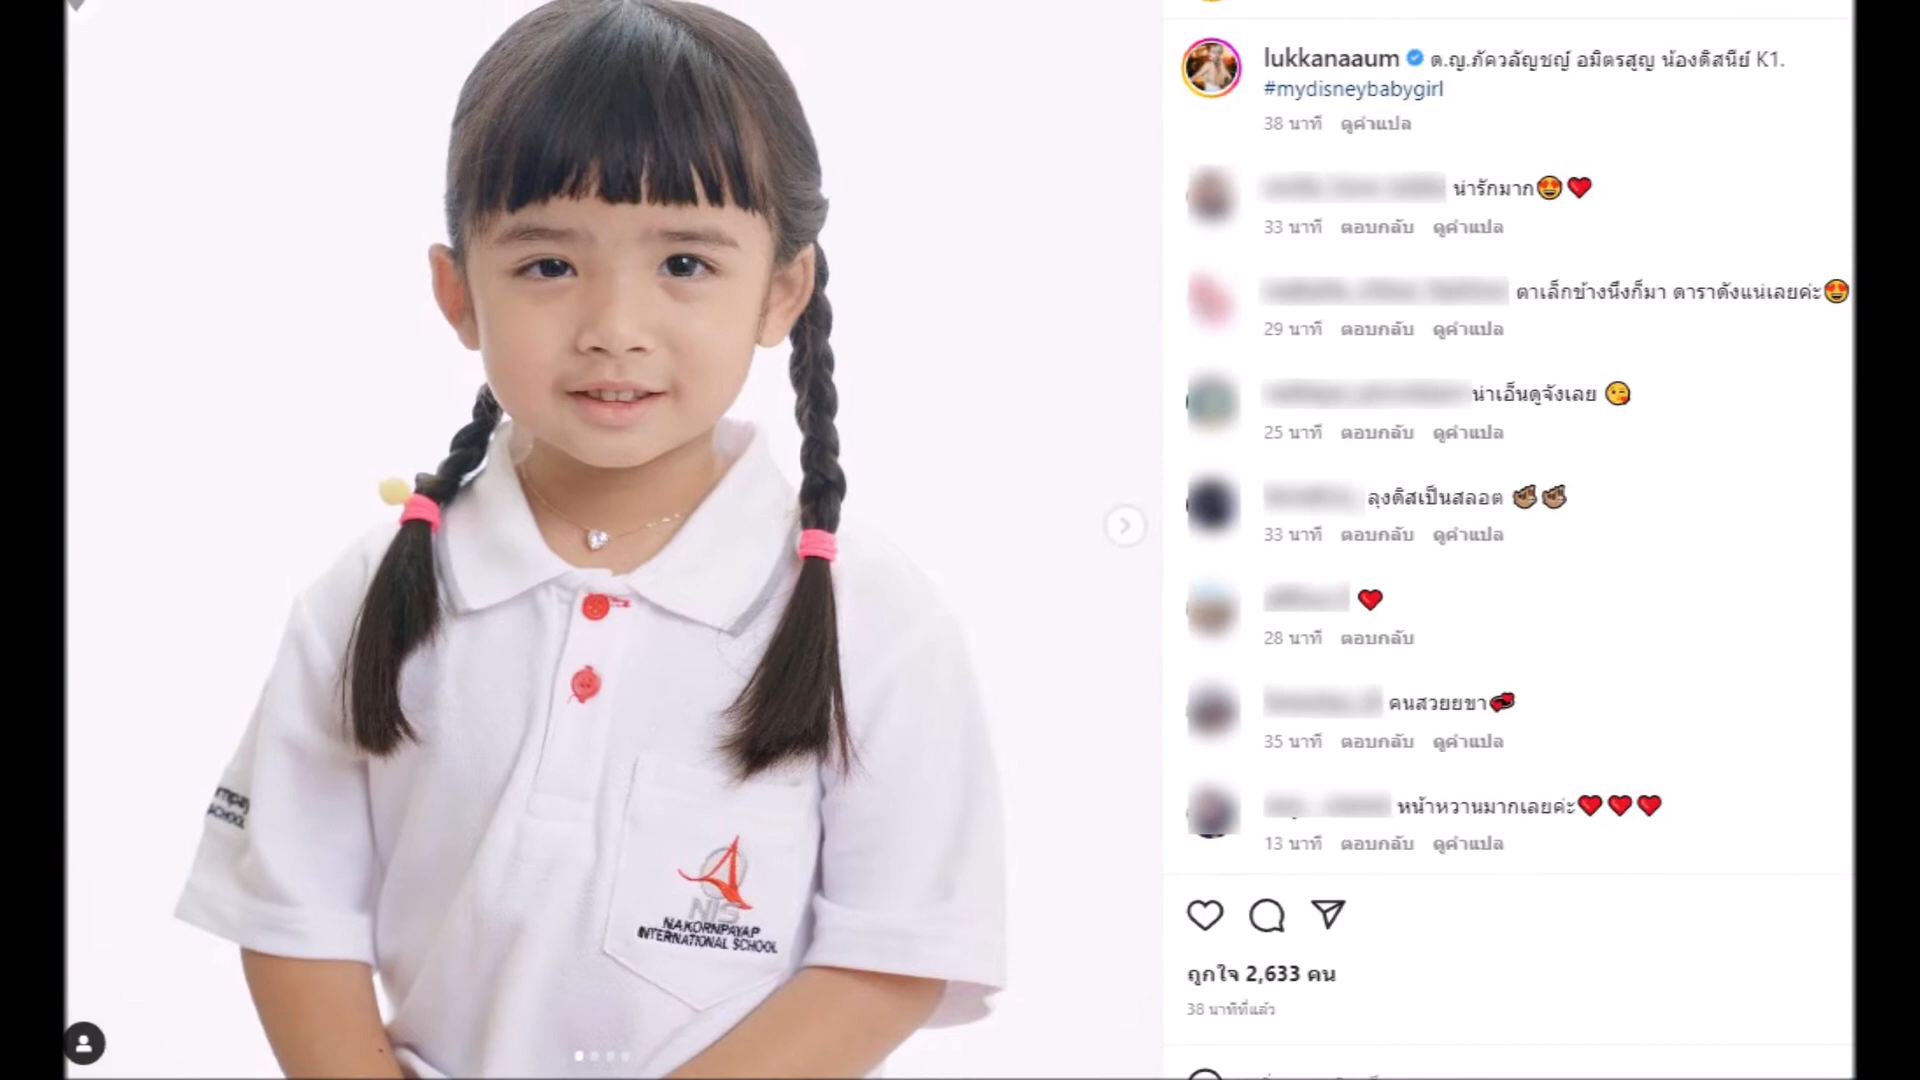 lukkanaaum ด.ญ.ภัควลัญชญ์ อมิตรสูญ น้องดิสนีย์ K1.
#mydisneybabygirl
38 นาที ดูคำแปล
น่ารักมาก😍❤️
33 นาที ตอบกลับ ดูคำแปล
ตาเล็กข้างนึงก็มา ดาราดังแน่เลยค่ะ😍
29 นาที ตอบกลับ ดูคำแปล
น่าเอ็นดูจังเลย 😘
25 นาที ตอบกลับ ดูคำแปล
ลุงติสเป็นสลอต 🦥🦥
33 นาที ตอบกลับ ดูคำแปล
❤️
28 นาที ตอบกลับ
คนสวยยขา💞
35 นาที ตอบกลับ ดูคำแปล
หน้าหวานมากเลยค่ะ❤️❤️❤️
13 นาที ตอบกลับ ดูคำแปล
ถูกใจ 2,633 คน
38 นาทีที่แล้ว
SCHOOL
NIS
NAKORNPAYAP
INTERNATIONAL SCHOOL